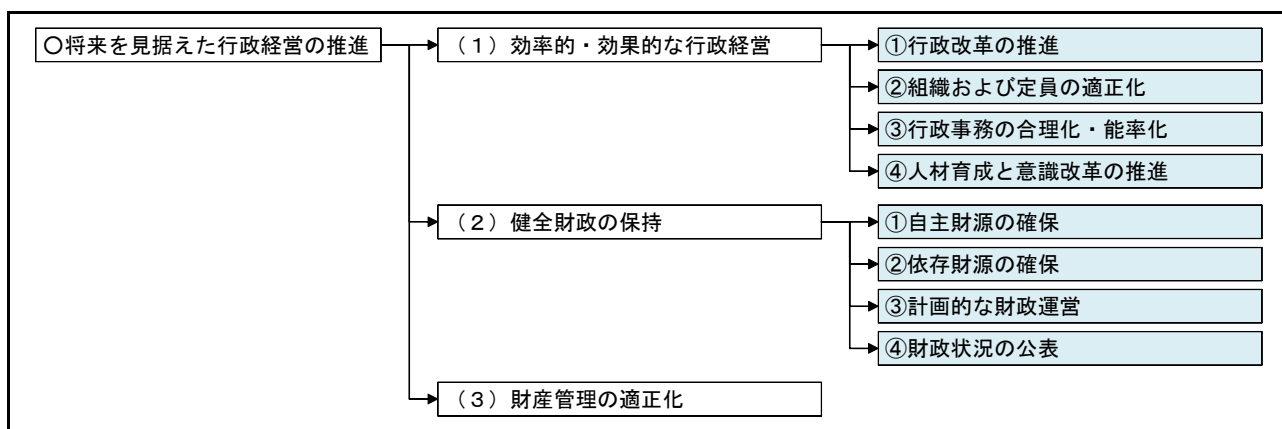 〇将来を見据えた行政経営の推進
（１）効率的・効果的な行政経営
①行政改革の推進
②組織および定員の適正化
③行政事務の合理化・能率化
④人材育成と意識改革の推進
（２）健全財政の保持
①自主財源の確保
②依存財源の確保
③計画的な財政運営
④財政状況の公表
（３）財産管理の適正化